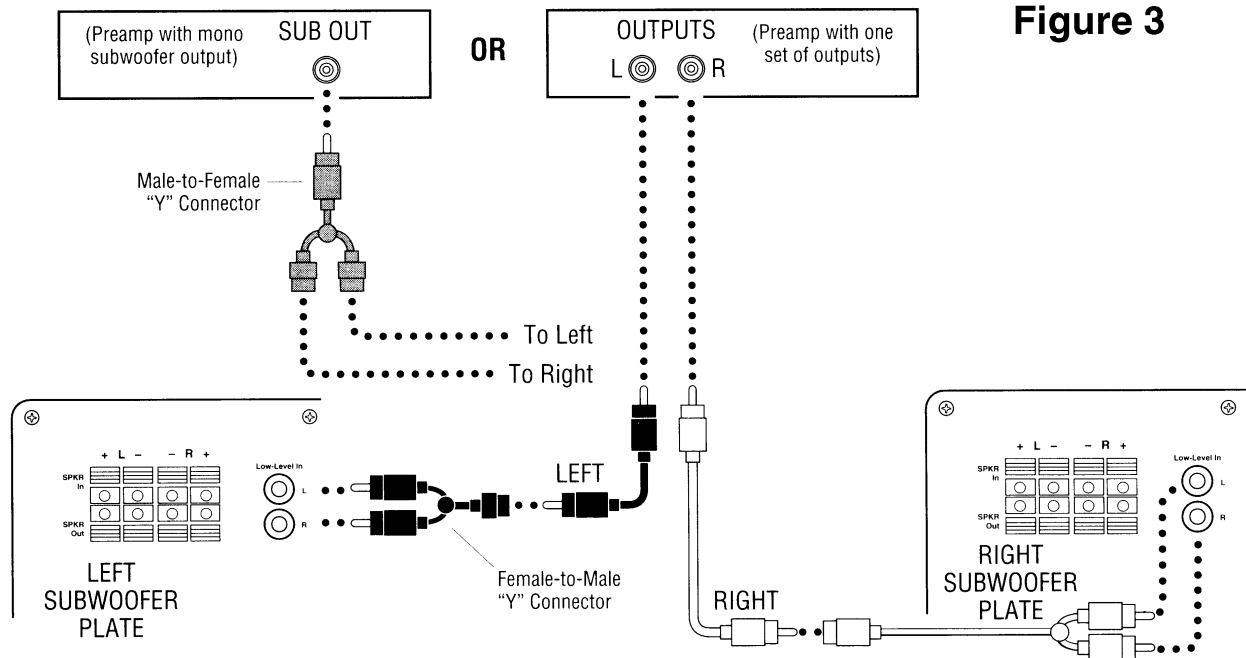 Figure 3
(Preamp with mono
subwoofer output)
SUB OUT
OR
OUTPUTS
L
R
(Preamp with one
set of outputs)
Male-to-Female
“Y” Connector
To Left
To Right
+ L – – R +
SPKR
In
SPKR
Out
Low-Level In
L
R
LEFT
SUBWOOFER
PLATE
LEFT
Female-to-Male
“Y” Connector
RIGHT
+ L – – R +
SPKR
In
SPKR
Out
Low-Level In
L
R
RIGHT
SUBWOOFER
PLATE